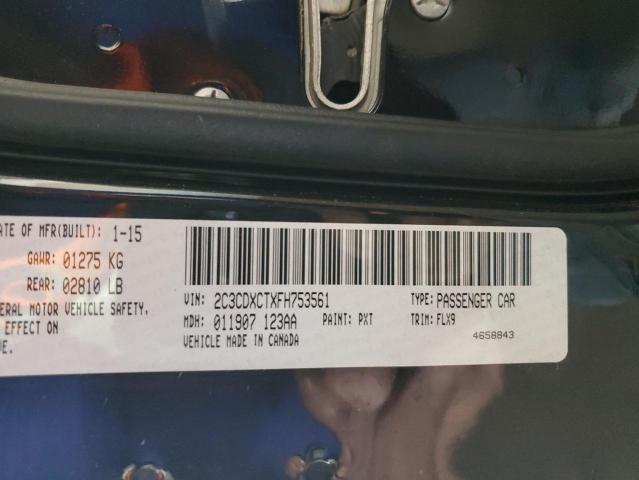 ATE OF MFR(BUILT): 1-15
GAWR: 01275 KG
REAR: 02810 LB
ERAL MOTOR VEHICLE SAFETY,
EFFECT ON
VE.
VIN: 2C3CDXCTXFH753561
TYPE: PASSENGER CAR
MDH: 011907 123AA
PAINT: PXT
TRIM: FLX9
VEHICLE MADE IN CANADA
4658843